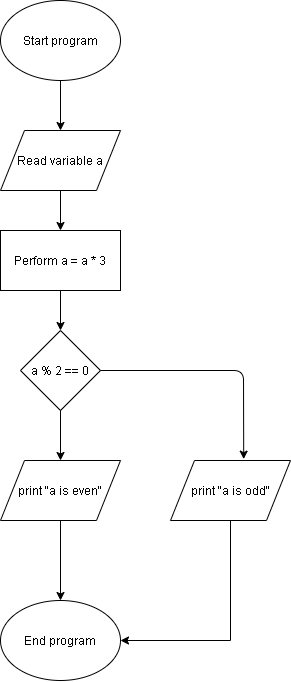 Start program
Read variable a
Perform a = a * 3
a % 2 == 0
print "a is even"
print "a is odd"
End program